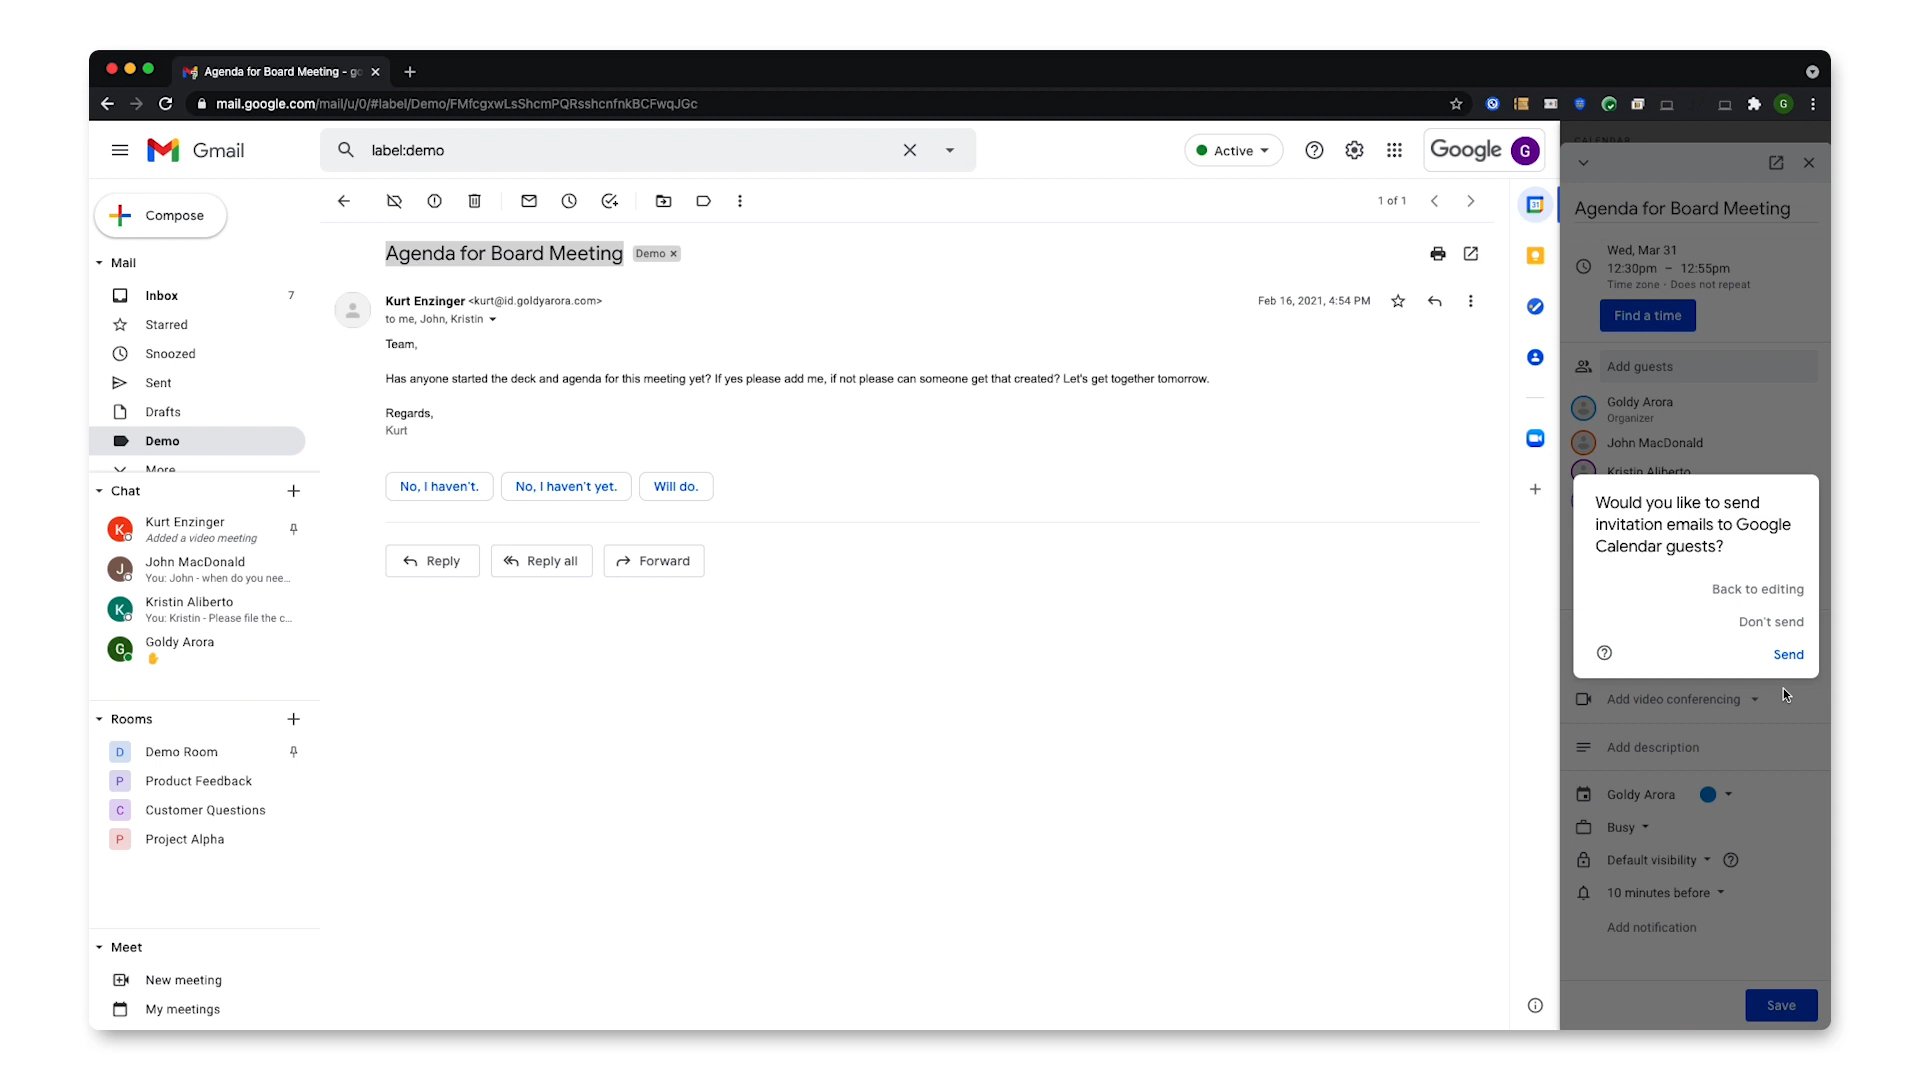 Agenda for Board Meeting - go
mail.google.com/mail/u/0/#label/Demo/FMfcgxwLsShcmPQRsshcnfnkBCFwqJGc
G
Gmail
label:demo
Active
Google
G
Compose
1 of 1
Mail
Inbox 7
Starred
Snoozed
Sent
Drafts
Demo
More
Chat
K
Kurt Enzinger
Added a video meeting
J
John MacDonald
You: John - when do you nee...
K
Kristin Aliberto
You: Kristin - Please file the c...
G
Goldy Arora
Rooms
D Demo Room
P Product Feedback
C Customer Questions
P Project Alpha
Meet
New meeting
My meetings
Agenda for Board Meeting Demo
Kurt Enzinger <kurt@id.goldyarora.com>
Feb 16, 2021, 4:54 PM
to me, John, Kristin
Team,
Has anyone started the deck and agenda for this meeting yet? If yes please add me, if not please can someone get that created? Let's get together tomorrow.
Regards,
Kurt
No, I haven't. No, I haven't yet. Will do.
Reply Reply all Forward
31
CALENDAR
Agenda for Board Meeting
Wed, Mar 31
12:30pm – 12:55pm
Time zone · Does not repeat
Find a time
Add guests
Goldy Arora
Organizer
John MacDonald
Kristin Aliberto
Would you like to send
invitation emails to Google
Calendar guests?
Back to editing
Don't send
Send
Add video conferencing
Add description
Goldy Arora
Busy
Default visibility
10 minutes before
Add notification
Save